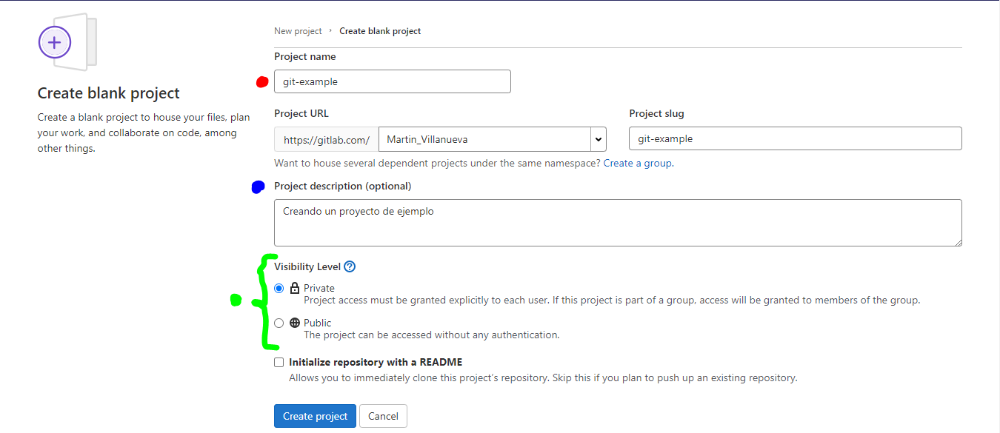 New project › Create blank project
Create blank project
Create a blank project to house your files, plan
your work, and collaborate on code, among
other things.
Project name
git-example
Project URL
Project slug
https://gitlab.com/ Martin_Villanueva
git-example
Want to house several dependent projects under the same namespace? Create a group.
Project description (optional)
Creando un proyecto de ejemplo
Visibility Level ?
Private
Project access must be granted explicitly to each user. If this project is part of a group, access will be granted to members of the group.
Public
The project can be accessed without any authentication.
Initialize repository with a README
Allows you to immediately clone this project's repository. Skip this if you plan to push up an existing repository.
Create project
Cancel